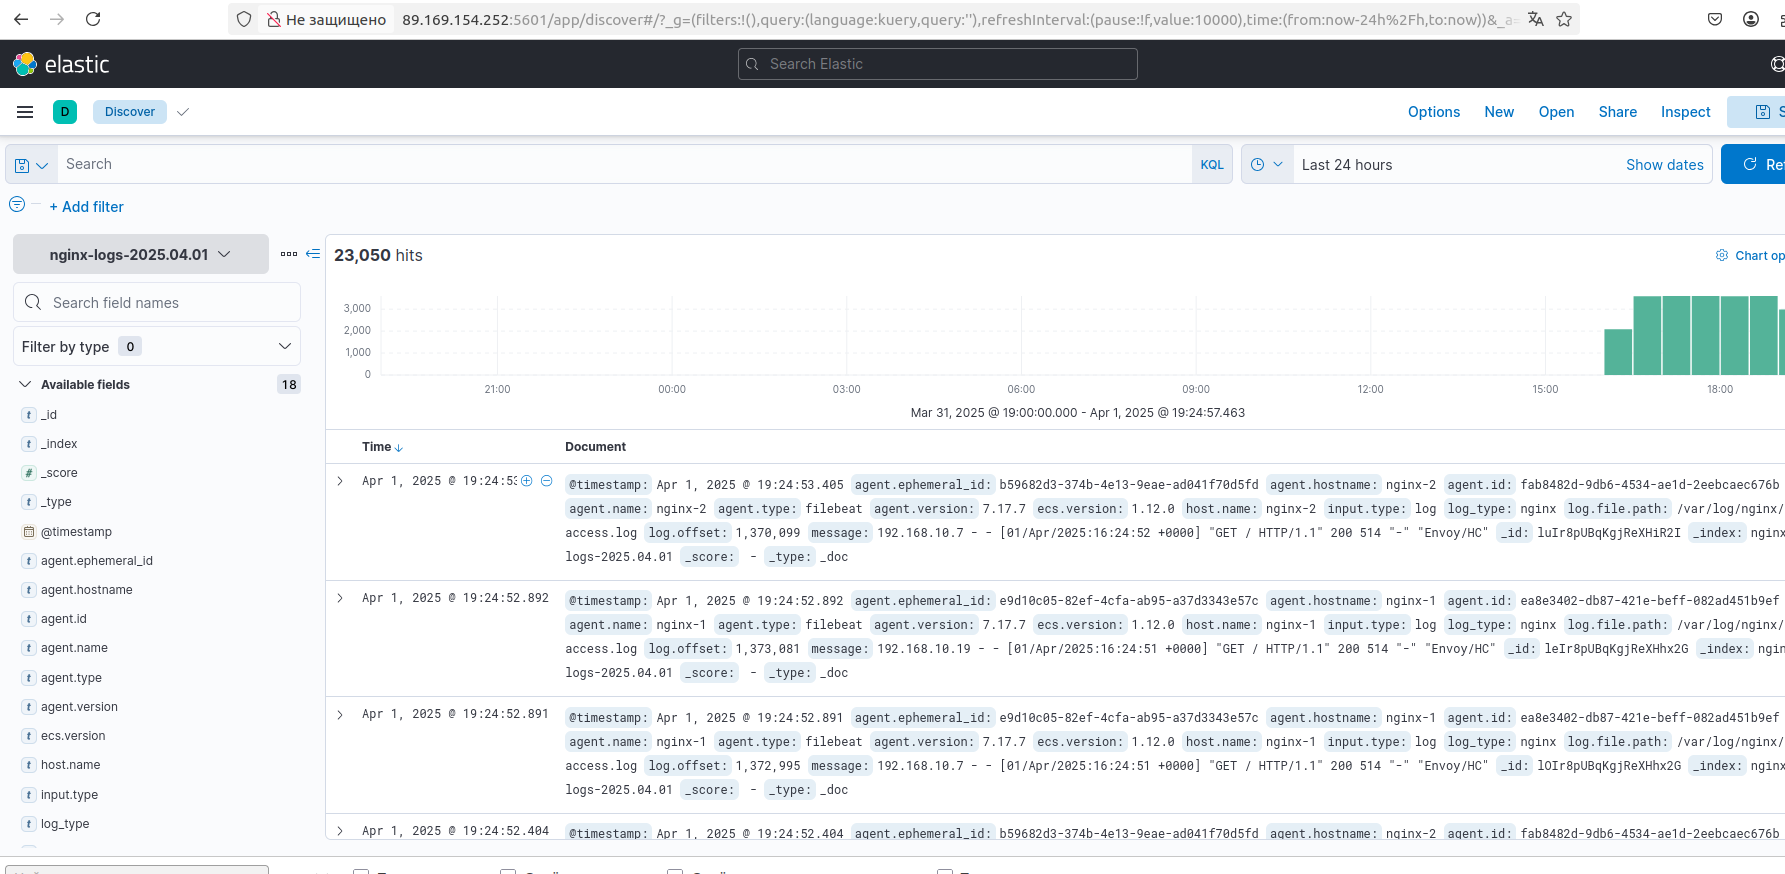 Не защищено 89.169.154.252:5601/app/discover#/?_g=(filters:!(),query:(language:kuery,query:''),refreshInterval:(pause:!f,value:10000),time:(from:now-24h%2Fh,to:now))&_a=
elastic Search Elastic
D Discover Options New Open Share Inspect S
Search KQL Last 24 hours Show dates Re
+ Add filter
nginx-logs-2025.04.01 23,050 hits Chart op
Search field names
Filter by type 0
Available fields 18
_id
_index
_score
_type
@timestamp
agent.ephemeral_id
agent.hostname
agent.id
agent.name
agent.type
agent.version
ecs.version
host.name
input.type
log_type
3,000
2,000
1,000
0
21:00 00:00 03:00 06:00 09:00 12:00 15:00 18:00
Mar 31, 2025 @ 19:00:00.000 - Apr 1, 2025 @ 19:24:57.463
Time Document
Apr 1, 2025 @ 19:24:53 @timestamp: Apr 1, 2025 @ 19:24:53.405 agent.ephemeral_id: b59682d3-374b-4e13-9eae-ad041f70d5fd agent.hostname: nginx-2 agent.id: fab8482d-9db6-4534-ae1d-2eebcaec676b
agent.name: nginx-2 agent.type: filebeat agent.version: 7.17.7 ecs.version: 1.12.0 host.name: nginx-2 input.type: log log_type: nginx log.file.path: /var/log/nginx/
access.log log.offset: 1,370,099 message: 192.168.10.7 - - [01/Apr/2025:16:24:52 +0000] "GET / HTTP/1.1" 200 514 "-" "Envoy/HC" _id: luIr8pUBqKgjReXHiR2I _index: nginx
logs-2025.04.01 _score: - _type: _doc
Apr 1, 2025 @ 19:24:52.892 @timestamp: Apr 1, 2025 @ 19:24:52.892 agent.ephemeral_id: e9d10c05-82ef-4cfa-ab95-a37d3343e57c agent.hostname: nginx-1 agent.id: ea8e3402-db87-421e-beff-082ad451b9ef
agent.name: nginx-1 agent.type: filebeat agent.version: 7.17.7 ecs.version: 1.12.0 host.name: nginx-1 input.type: log log_type: nginx log.file.path: /var/log/nginx/
access.log log.offset: 1,373,081 message: 192.168.10.19 - - [01/Apr/2025:16:24:51 +0000] "GET / HTTP/1.1" 200 514 "-" "Envoy/HC" _id: leIr8pUBqKgjReXHhx2G _index: ngin
logs-2025.04.01 _score: - _type: _doc
Apr 1, 2025 @ 19:24:52.891 @timestamp: Apr 1, 2025 @ 19:24:52.891 agent.ephemeral_id: e9d10c05-82ef-4cfa-ab95-a37d3343e57c agent.hostname: nginx-1 agent.id: ea8e3402-db87-421e-beff-082ad451b9ef
agent.name: nginx-1 agent.type: filebeat agent.version: 7.17.7 ecs.version: 1.12.0 host.name: nginx-1 input.type: log log_type: nginx log.file.path: /var/log/nginx/
access.log log.offset: 1,372,995 message: 192.168.10.7 - - [01/Apr/2025:16:24:51 +0000] "GET / HTTP/1.1" 200 514 "-" "Envoy/HC" _id: lOIr8pUBqKgjReXHhx2G _index: nginx
logs-2025.04.01 _score: - _type: _doc
Apr 1, 2025 @ 19:24:52.404 @timestamp: Apr 1, 2025 @ 19:24:52.404 agent.ephemeral_id: b59682d3-374b-4e13-9eae-ad041f70d5fd agent.hostname: nginx-2 agent.id: fab8482d-9db6-4534-ae1d-2eebcaec676b